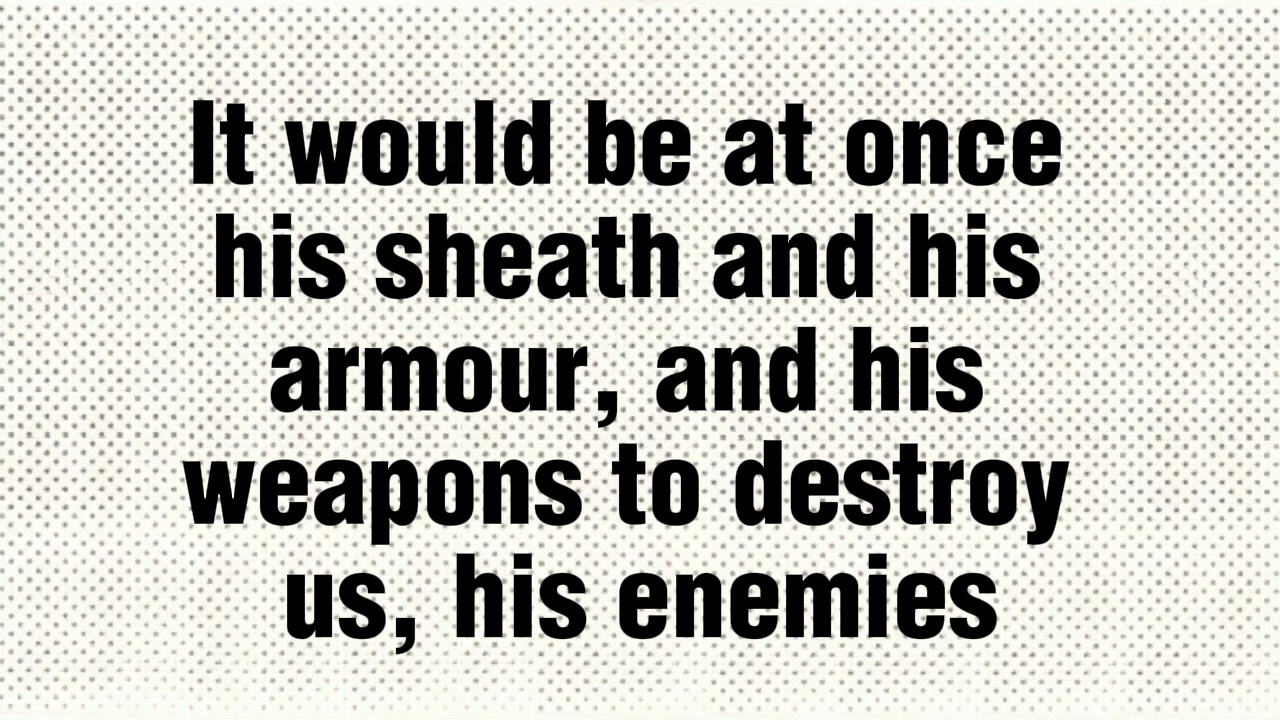 It would be at once
his sheath and his
armour, and his
weapons to destroy
us, his enemies